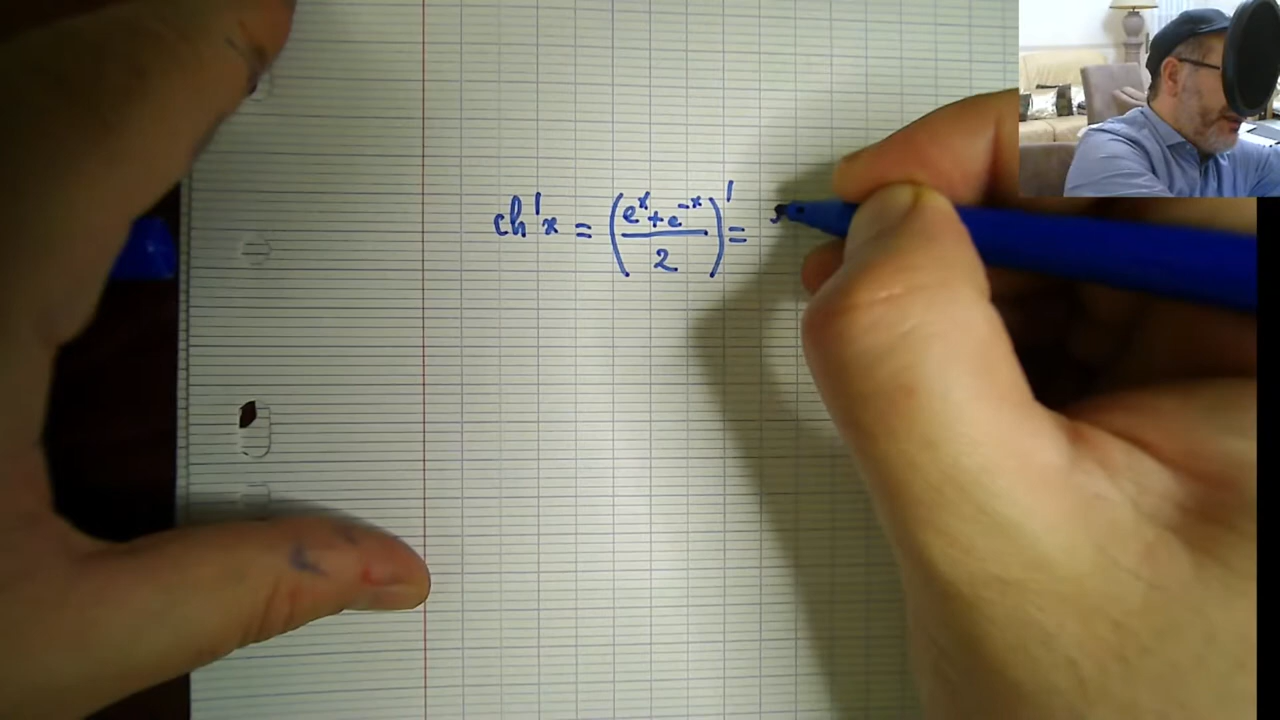 ch'x = ((e^x + e^-x)/2)' =